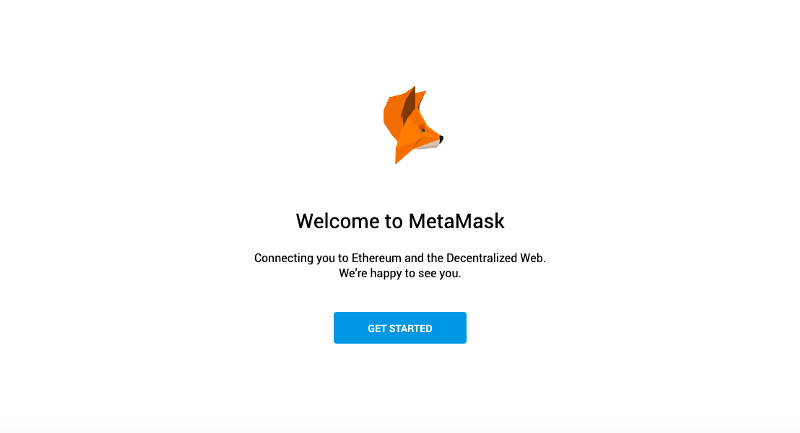 Welcome to MetaMask
Connecting you to Ethereum and the Decentralized Web.
We’re happy to see you.
GET STARTED